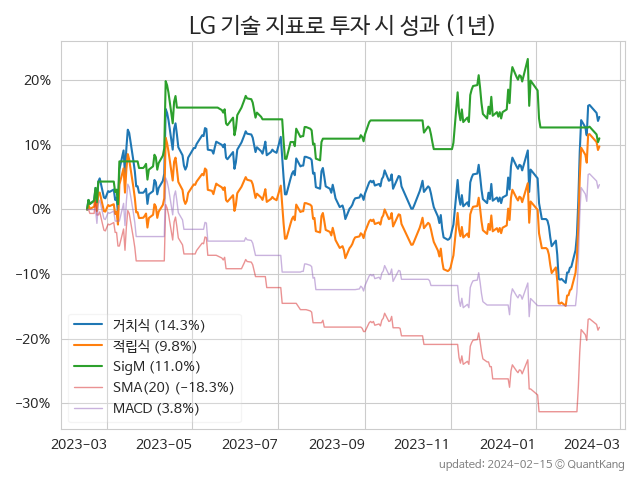 LG 기술 지표로 투자 시 성과 (1년)
20%
10%
0%
−10%
−20%
−30%
거치식 (14.3%)
적립식 (9.8%)
SigM (11.0%)
SMA(20) (−18.3%)
MACD (3.8%)
2023-03
2023-05
2023-07
2023-09
2023-11
2024-01
2024-03
updated: 2024-02-15 © QuantKang